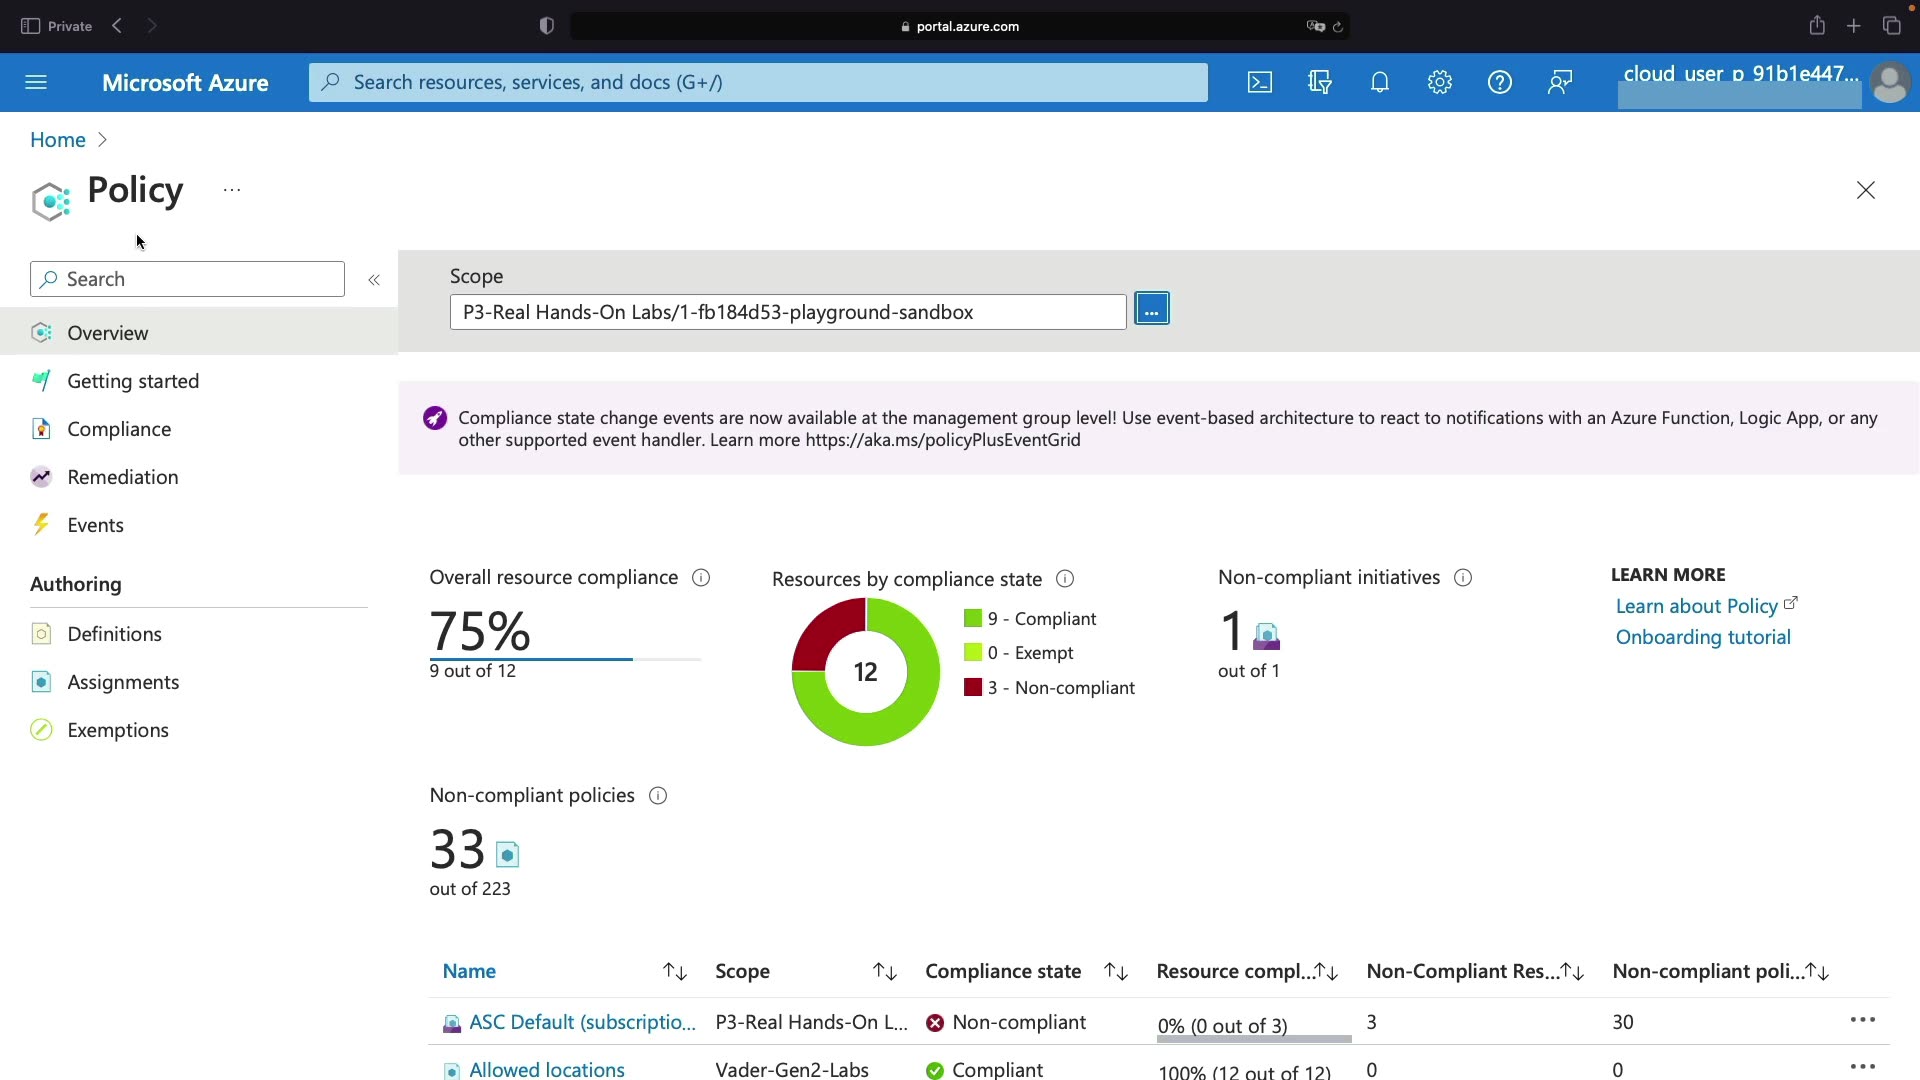 Private
portal.azure.com
Microsoft Azure
Search resources, services, and docs (G+/)
cloud_user_p_91b1e447...
Home
Policy
...
Search
«
Overview
Getting started
Compliance
Remediation
Events
Authoring
Definitions
Assignments
Exemptions
Scope
P3-Real Hands-On Labs/1-fb184d53-playground-sandbox
...
Compliance state change events are now available at the management group level! Use event-based architecture to react to notifications with an Azure Function, Logic App, or any
other supported event handler. Learn more https://aka.ms/policyPlusEventGrid
Overall resource compliance
75%
9 out of 12
Resources by compliance state
12
9 - Compliant
0 - Exempt
3 - Non-compliant
Non-compliant initiatives
1
out of 1
LEARN MORE
Learn about Policy
Onboarding tutorial
Non-compliant policies
33
out of 223
Name Scope Compliance state Resource compl... Non-Compliant Res... Non-compliant poli...
ASC Default (subscriptio... P3-Real Hands-On L... Non-compliant 0% (0 out of 3) 3 30 ...
Allowed locations Vader-Gen2-Labs Compliant 100% (12 out of 12) 0 0 ...